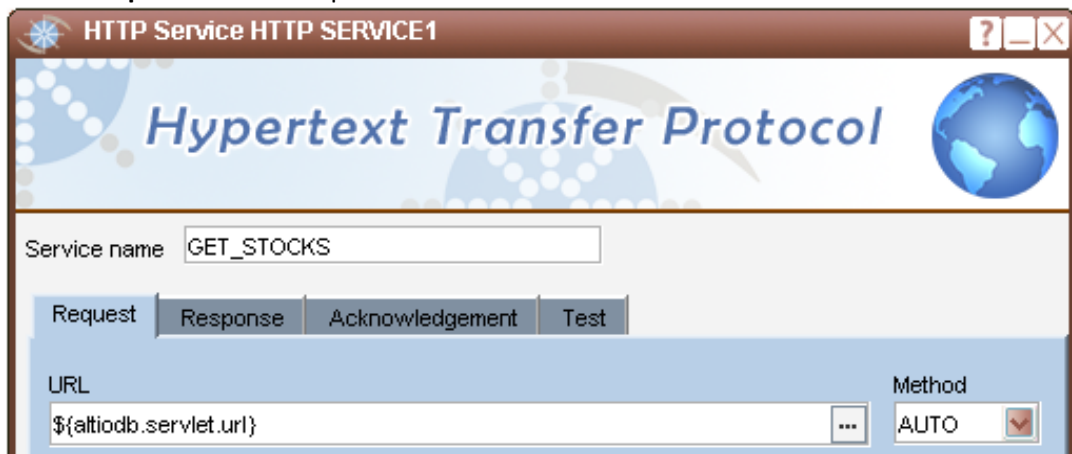 HTTP Service HTTP SERVICE1
Hypertext Transfer Protocol
Service name GET_STOCKS
Request Response Acknowledgement Test
URL Method
${altiodb.servlet.url} ... AUTO